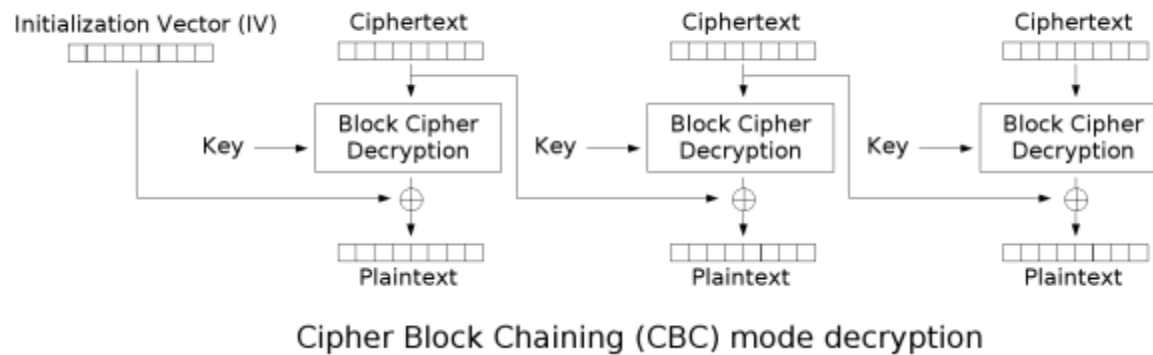 Initialization Vector (IV)
Ciphertext
Ciphertext
Ciphertext
Key
Block Cipher
Decryption
Key
Block Cipher
Decryption
Key
Block Cipher
Decryption
Plaintext
Plaintext
Plaintext
Cipher Block Chaining (CBC) mode decryption